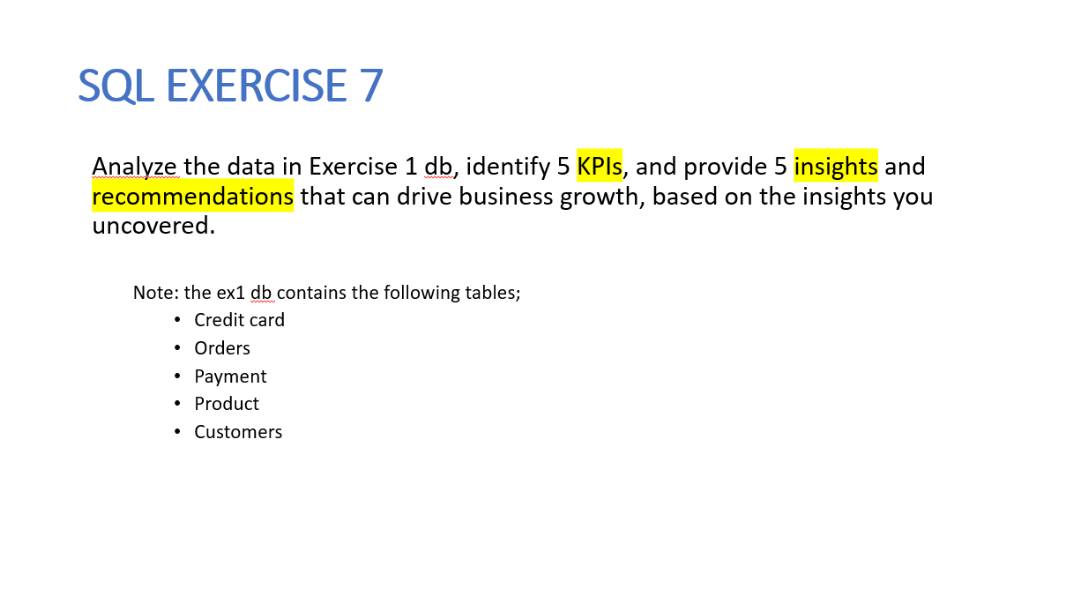 SQL EXERCISE 7
Analyze the data in Exercise 1 db, identify 5 KPIs, and provide 5 insights and
recommendations that can drive business growth, based on the insights you
uncovered.
Note: the ex1 db contains the following tables;
• Credit card
• Orders
• Payment
• Product
• Customers